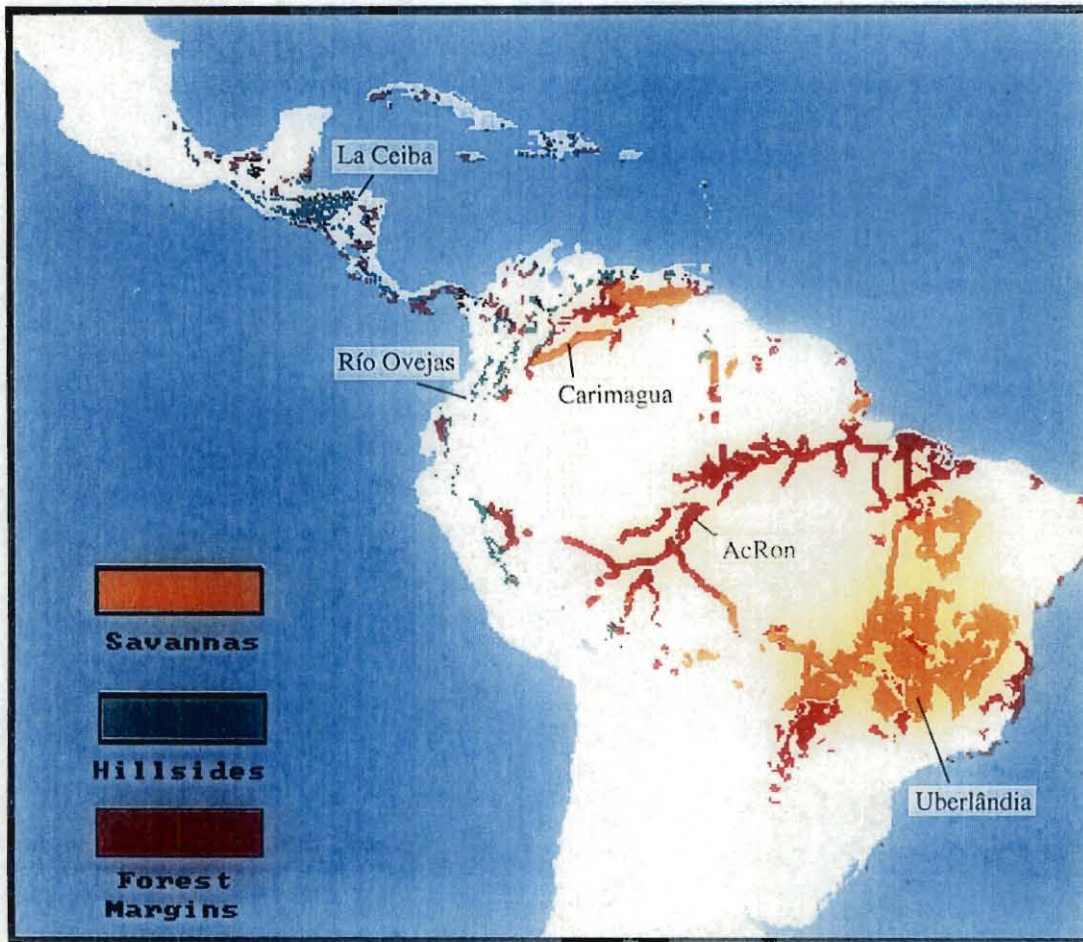 La Ceiba
Río Ovejas
Carimagua
AcRon
Savannas
Hillsides
Uberlândia
Forest
Margins